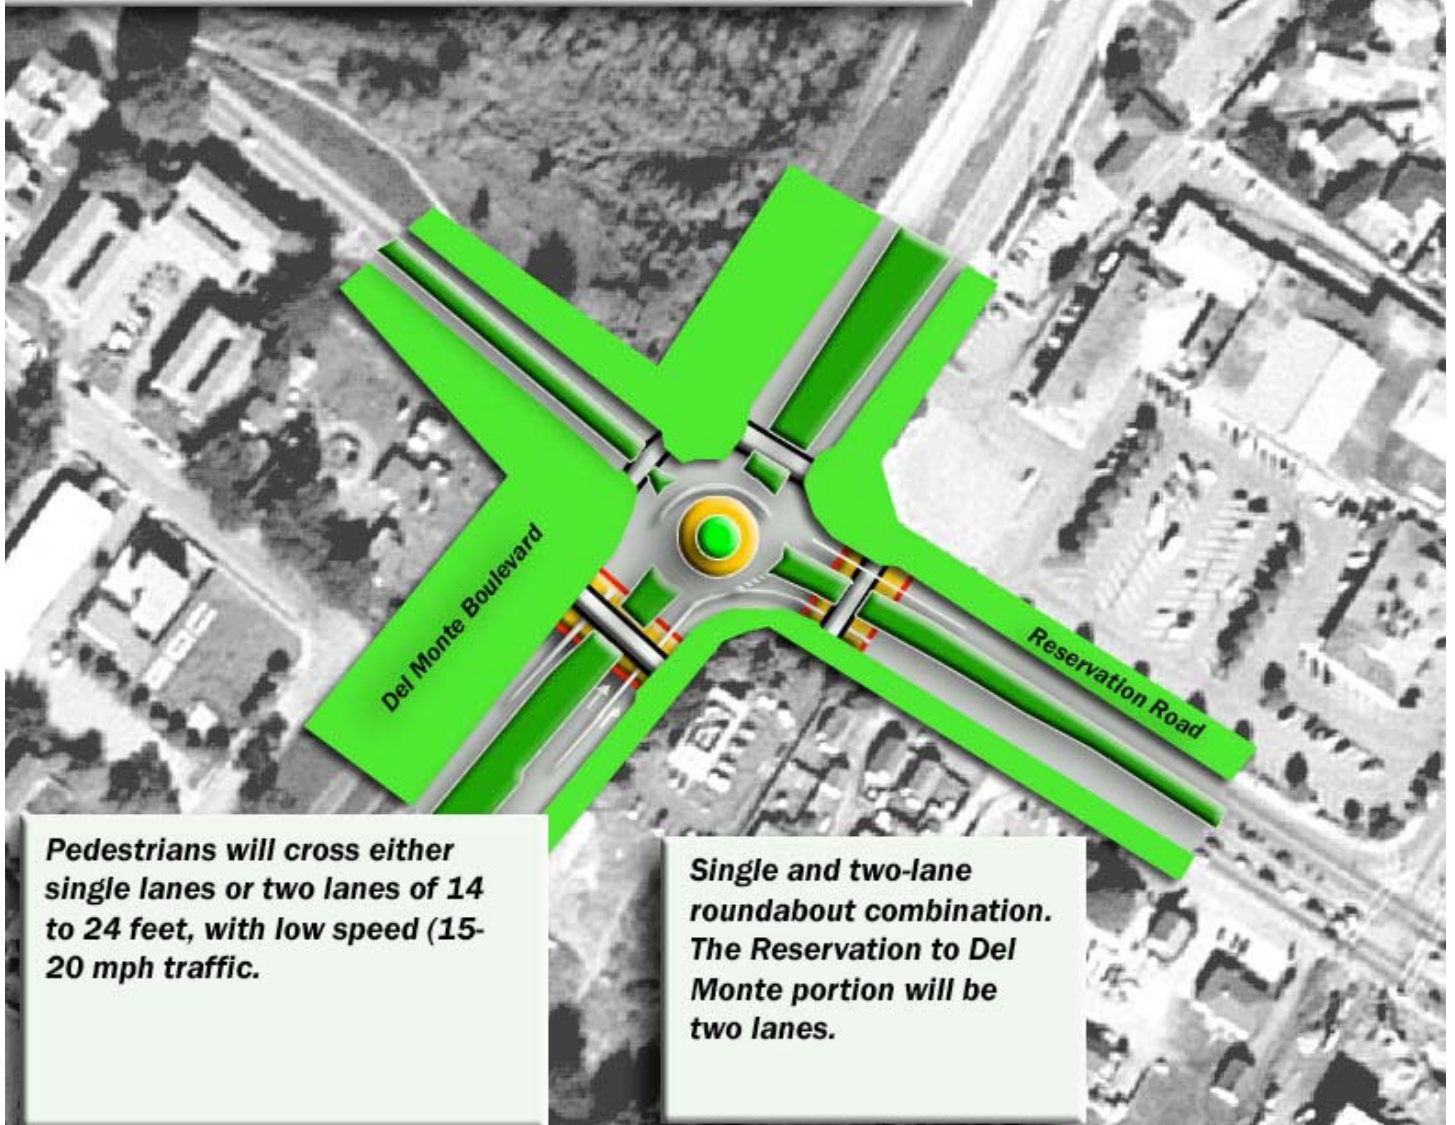 Del Monte Boulevard
Reservation Road
Pedestrians will cross either
single lanes or two lanes of 14
to 24 feet, with low speed (15-
20 mph traffic.
Single and two-lane
roundabout combination.
The Reservation to Del
Monte portion will be
two lanes.